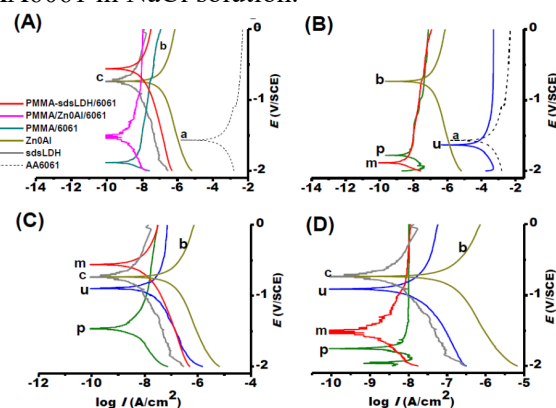 AA6061 in NaCl solution.
(A)
b
c
a
PMMA-sdsLDH/6061
PMMA/Zn0Al/6061
PMMA/6061
Zn0Al
sdsLDH
AA6061
0
-1
-2
E (V/SCE)
-14 -12 -10 -8 -6 -4 -2
(B)
b
a
u
p
m
0
-1
-2
E (V/SCE)
-14 -12 -10 -8 -6 -4 -2
(C)
b
m
c
u
p
0
-1
-2
E (V/SCE)
-12 -10 -8 -6 -4
log I (A/cm²)
(D)
b
c
u
m
p
0
-1
-2
E (V/SCE)
-10 -9 -8 -7 -6 -5
log I (A/cm²)